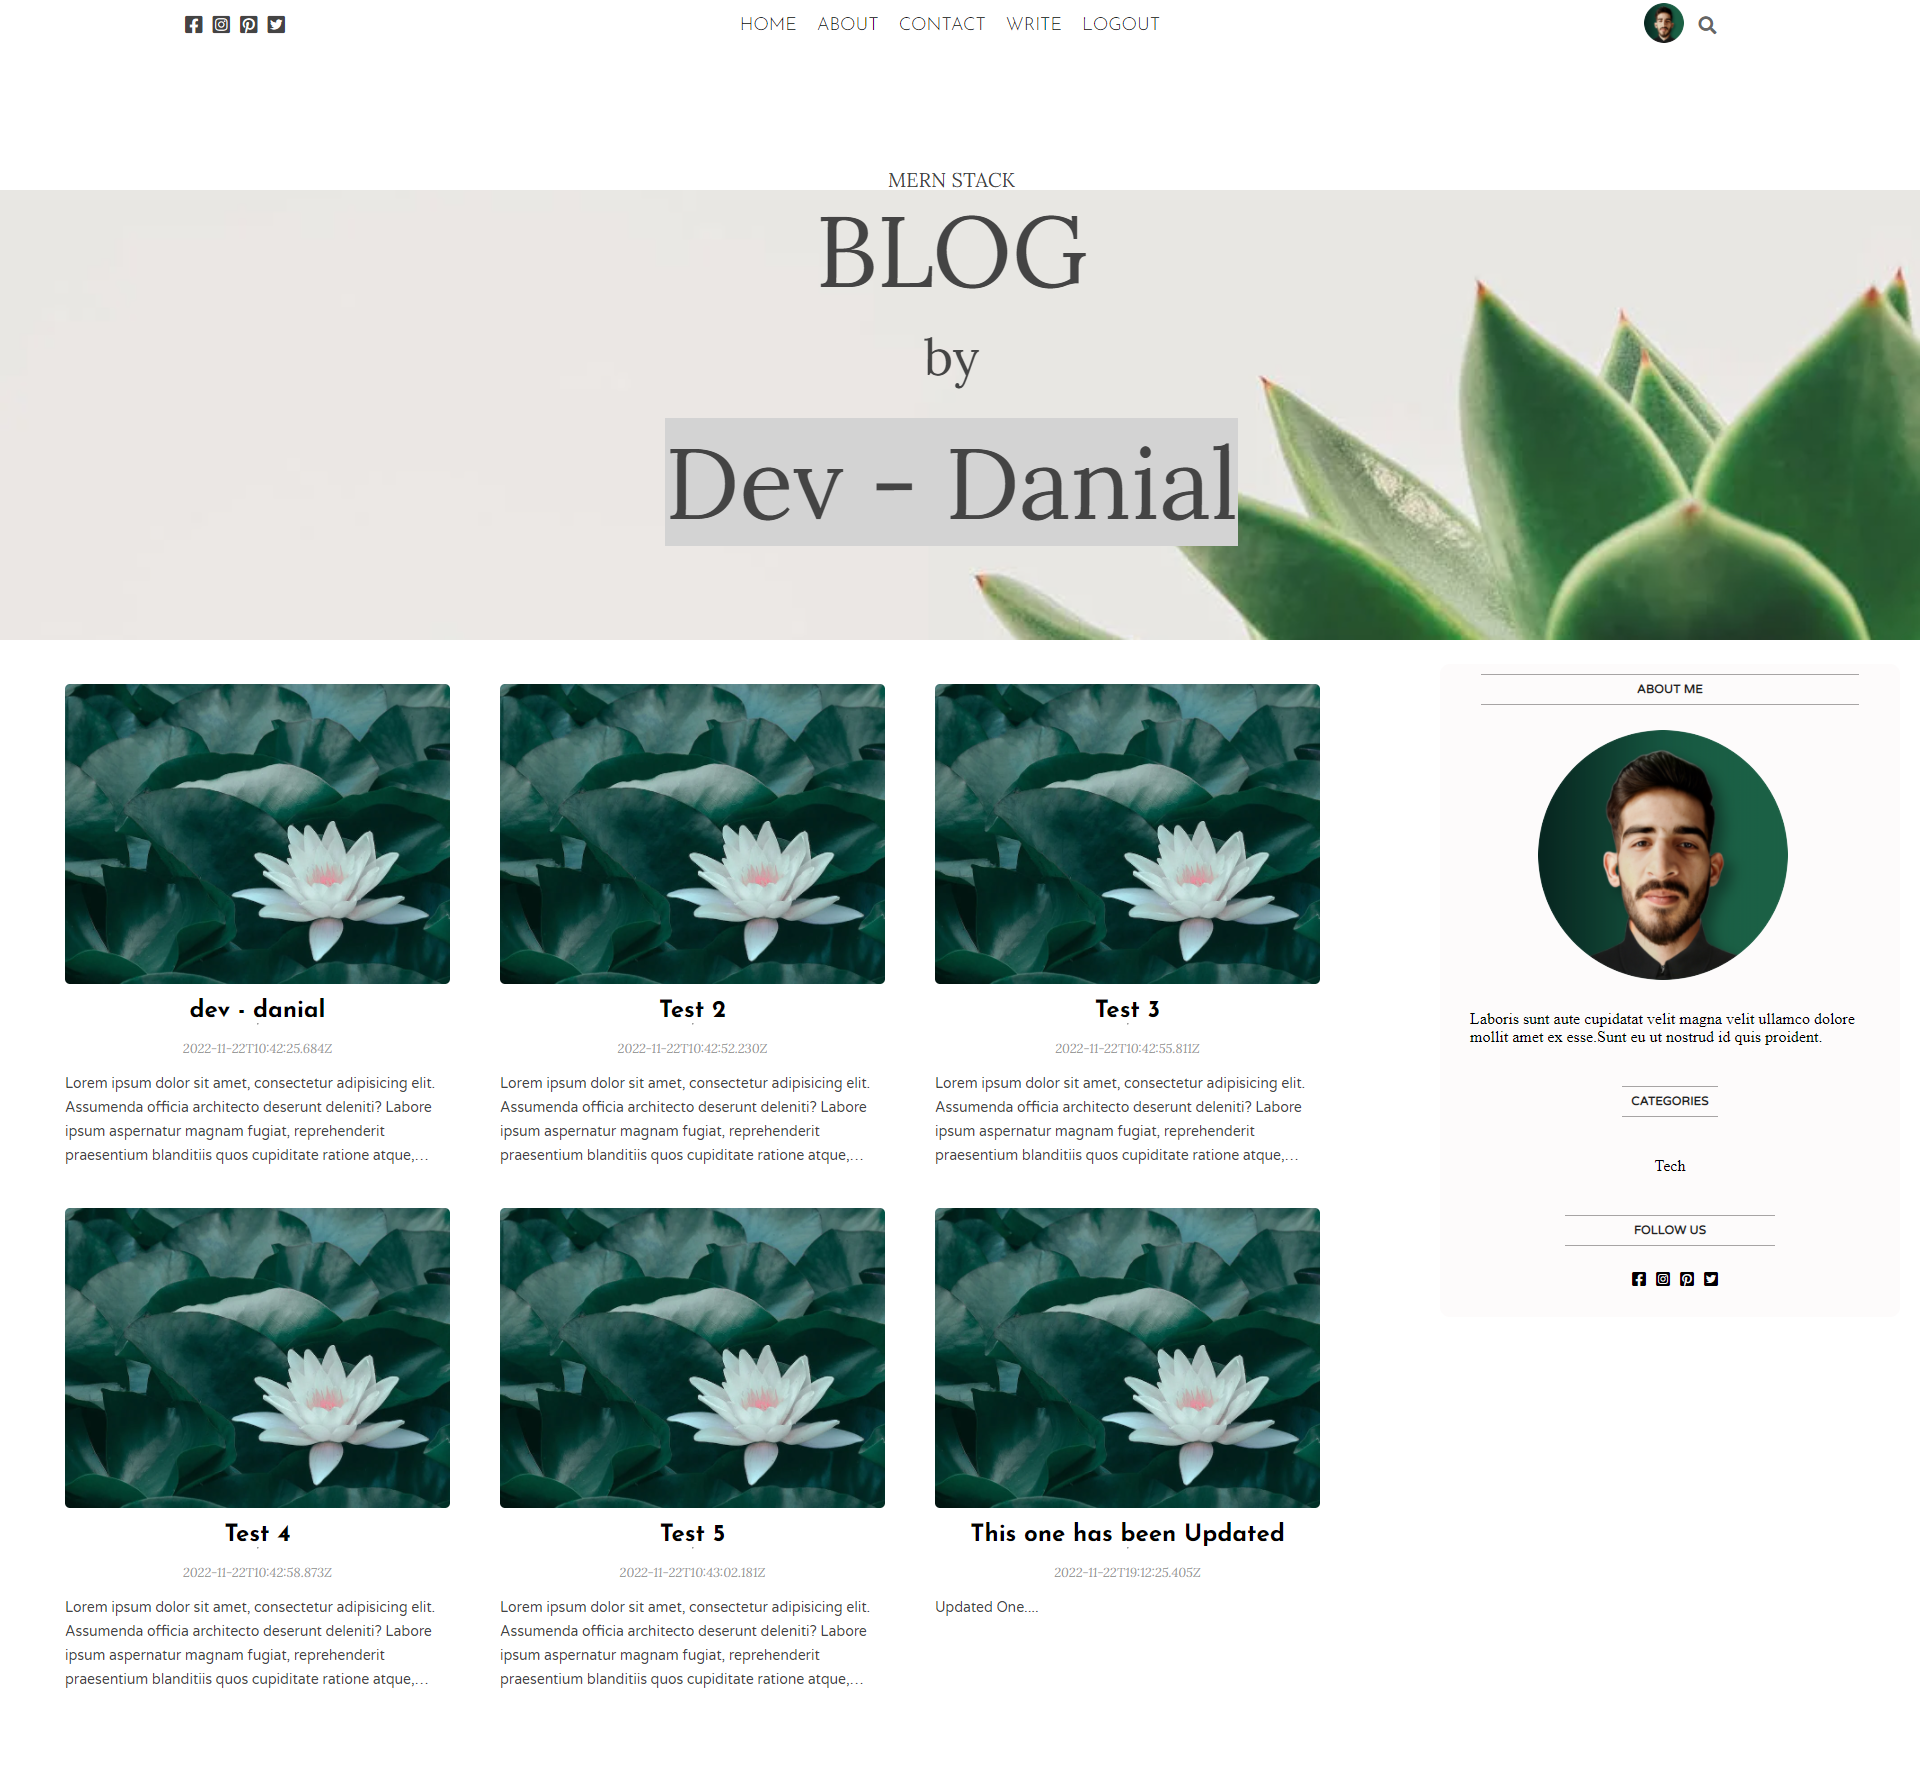 HOME ABOUT CONTACT WRITE LOGOUT
MERN STACK
BLOG
by
Dev - Danial
dev - danial
2022-11-22T10:42:25.684Z
Lorem ipsum dolor sit amet, consectetur adipisicing elit.
Assumenda officia architecto deserunt deleniti? Labore
ipsum aspernatur magnam fugiat, reprehenderit
praesentium blanditiis quos cupiditate ratione atque,...
Test 2
2022-11-22T10:42:52.230Z
Lorem ipsum dolor sit amet, consectetur adipisicing elit.
Assumenda officia architecto deserunt deleniti? Labore
ipsum aspernatur magnam fugiat, reprehenderit
praesentium blanditiis quos cupiditate ratione atque,...
Test 3
2022-11-22T10:42:55.811Z
Lorem ipsum dolor sit amet, consectetur adipisicing elit.
Assumenda officia architecto deserunt deleniti? Labore
ipsum aspernatur magnam fugiat, reprehenderit
praesentium blanditiis quos cupiditate ratione atque,...
Test 4
2022-11-22T10:42:58.873Z
Lorem ipsum dolor sit amet, consectetur adipisicing elit.
Assumenda officia architecto deserunt deleniti? Labore
ipsum aspernatur magnam fugiat, reprehenderit
praesentium blanditiis quos cupiditate ratione atque,...
Test 5
2022-11-22T10:43:02.181Z
Lorem ipsum dolor sit amet, consectetur adipisicing elit.
Assumenda officia architecto deserunt deleniti? Labore
ipsum aspernatur magnam fugiat, reprehenderit
praesentium blanditiis quos cupiditate ratione atque,...
This one has been Updated
2022-11-22T19:12:25.405Z
Updated One....
ABOUT ME
Laboris sunt aute cupidatat velit magna velit ullamco dolore
mollit amet ex esse.Sunt eu ut nostrud id quis proident.
CATEGORIES
Tech
FOLLOW US